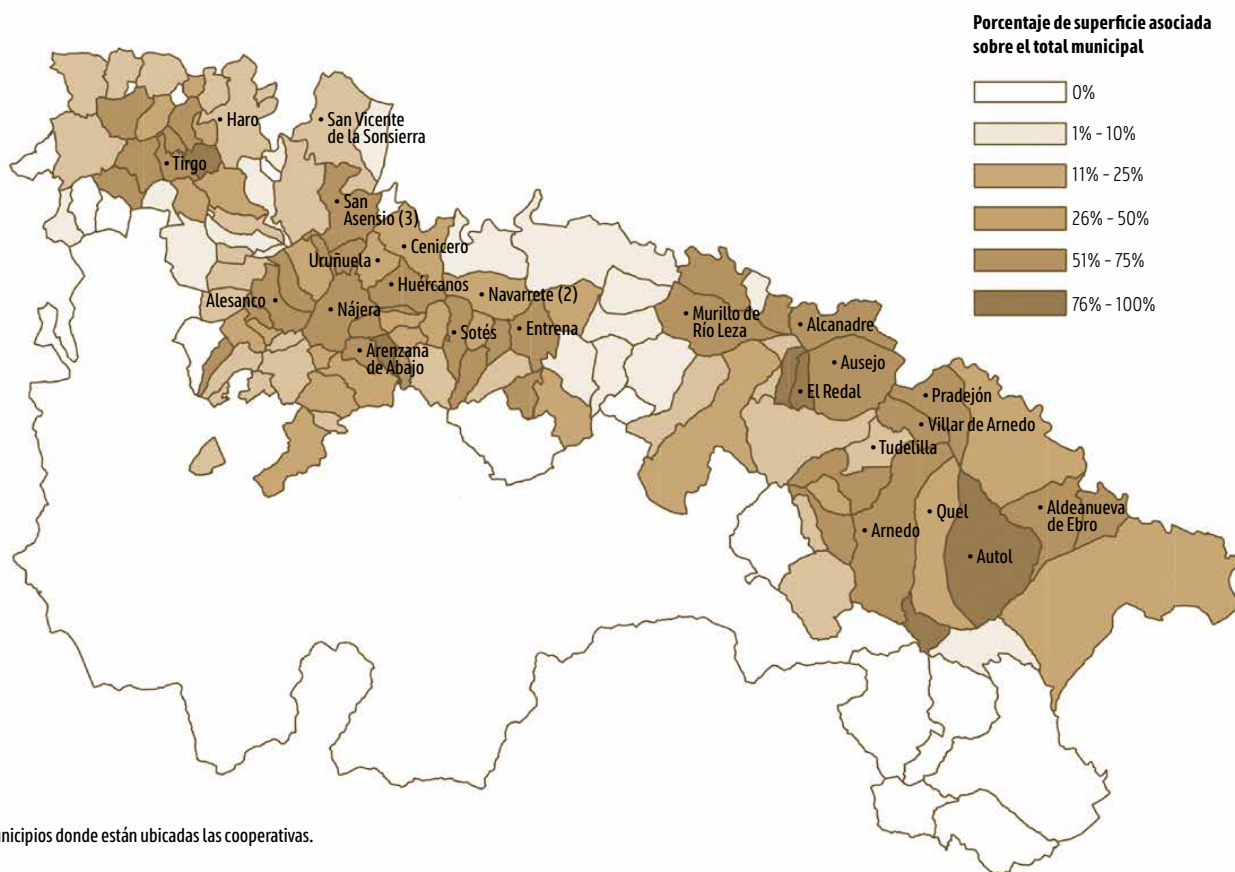 Porcentaje de superficie asociada
sobre el total municipal
0%
1% - 10%
11% - 25%
26% - 50%
51% - 75%
76% - 100%
• Haro
• San Vicente
de la Sonsierra
• Tirgo
• San
Asensio (3)
• Cenicero
Uruñuela •
• Huércanos
Alesanco •
• Nájera
• Navarrete (2)
• Sotés
• Entrena
• Arenzana
de Abajo
• Murillo de
Río Leza
• Alcanadre
• Ausejo
• El Redal
• Pradejón
• Villar de Arnedo
• Tudelilla
• Quel
• Aldeanueva
de Ebro
• Arnedo
• Autol
unicipios donde están ubicadas las cooperativas.